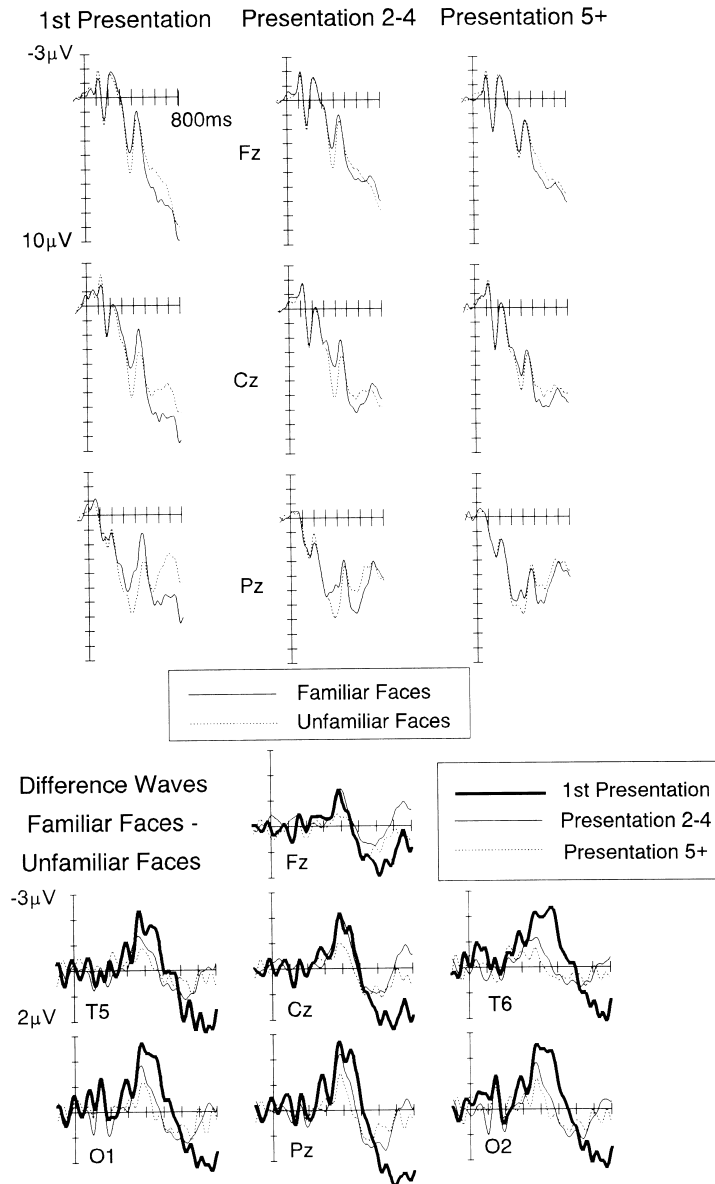 1st Presentation Presentation 2-4 Presentation 5+
-3μV
800ms
Fz
10μV
Cz
Pz
Familiar Faces
Unfamiliar Faces
Difference Waves
Familiar Faces -
Unfamiliar Faces
1st Presentation
Presentation 2-4
Presentation 5+
Fz
-3μV
2μV
T5
Cz
T6
O1
Pz
O2